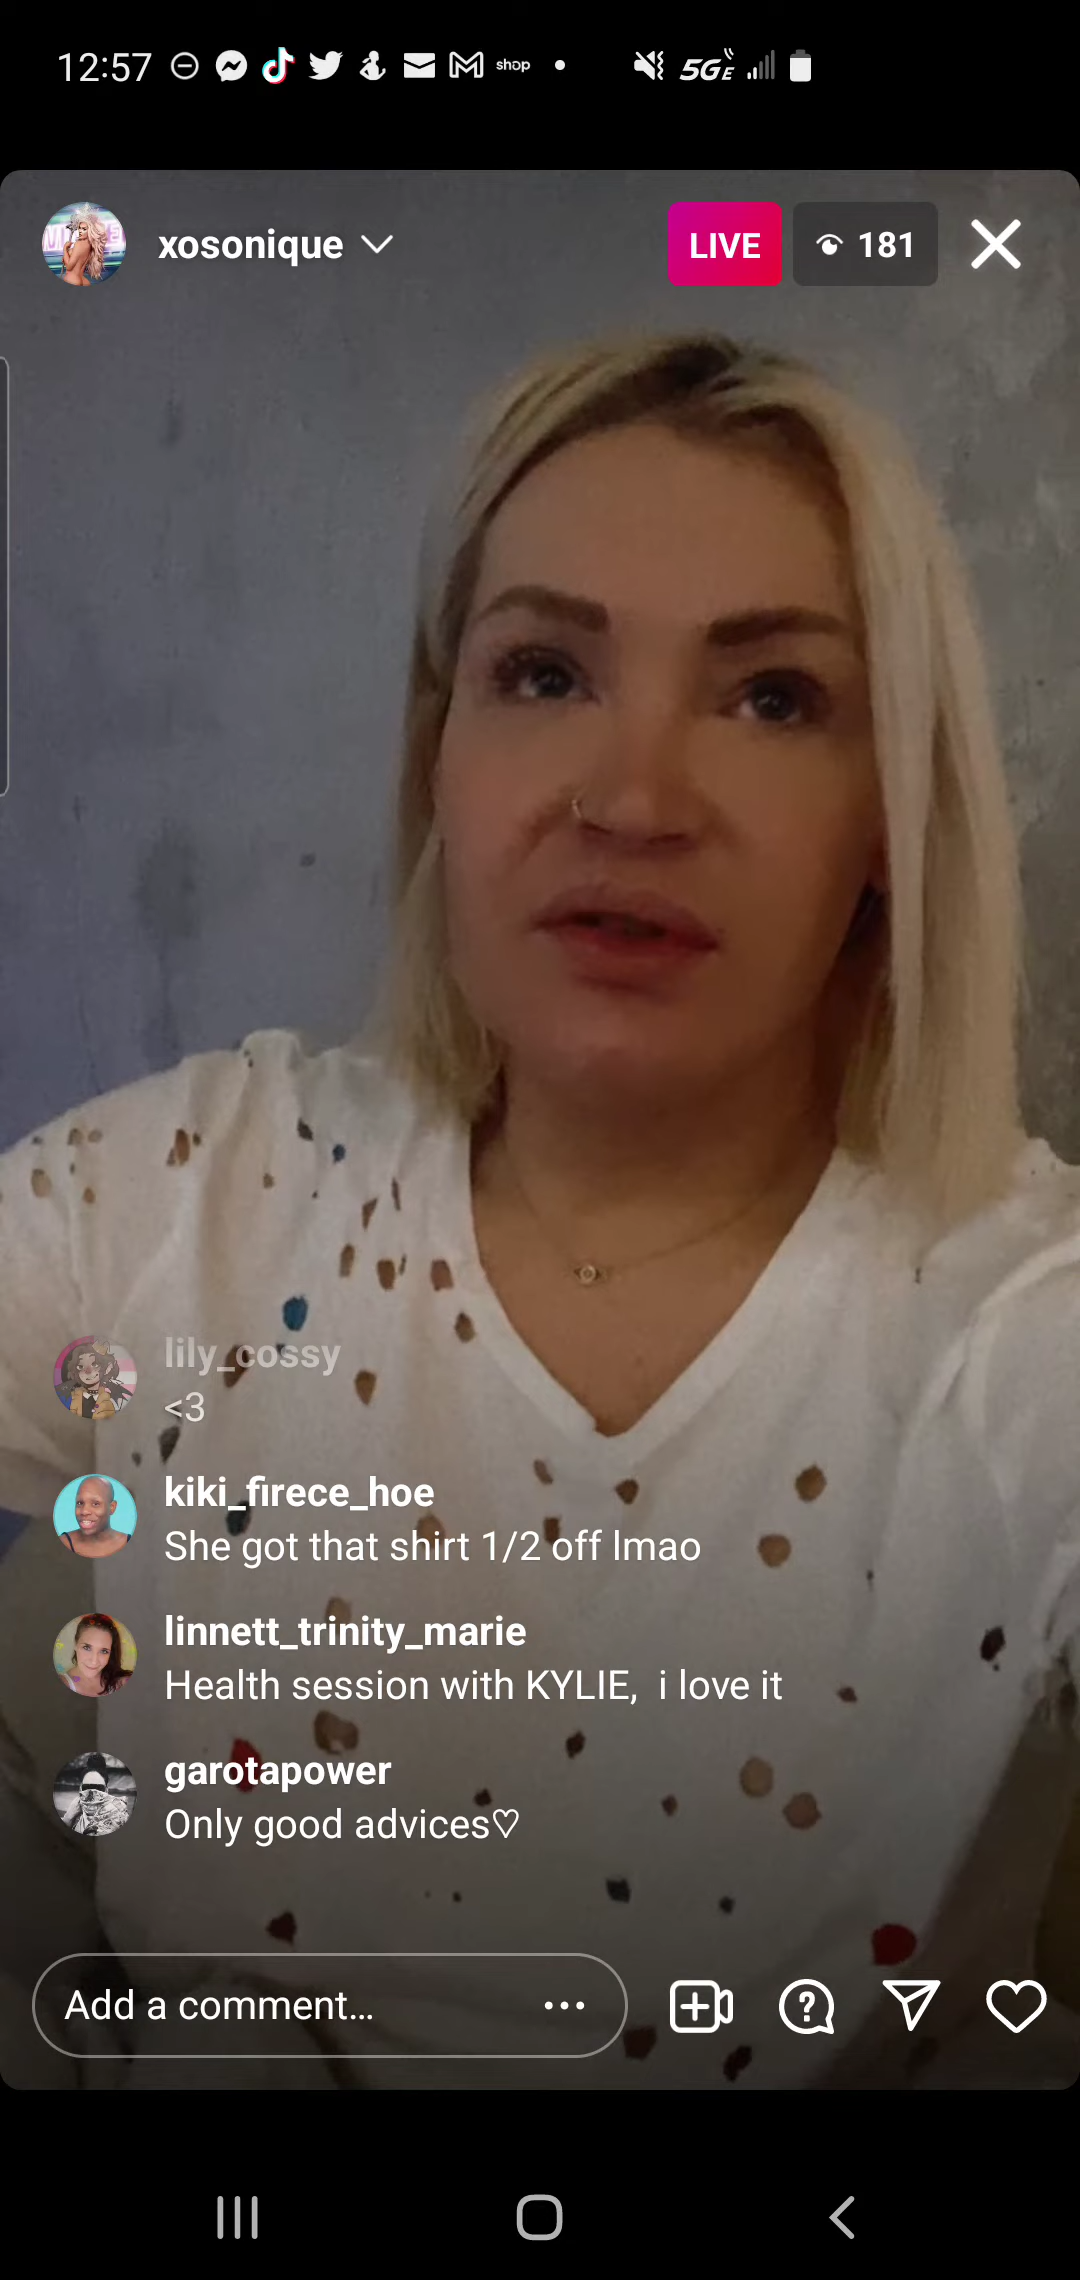 12:57
shop
5GE
xosonique
LIVE
181
lily_cossy
<3
kiki_firece_hoe
She got that shirt 1/2 off lmao
linnett_trinity_marie
Health session with KYLIE,  i love it
garotapower
Only good advices♡
Add a comment...